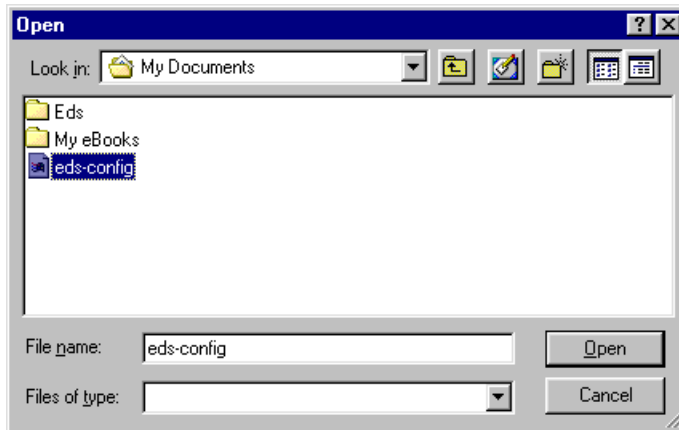 Open
Look in: My Documents
Eds
My eBooks
eds-config
File name: eds-config Open
Files of type: Cancel